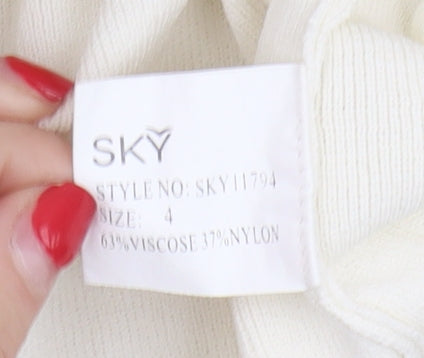 SKY
STYLE NO: SKY11794
SIZE: 4
63%VISCOSE 37%NYLON